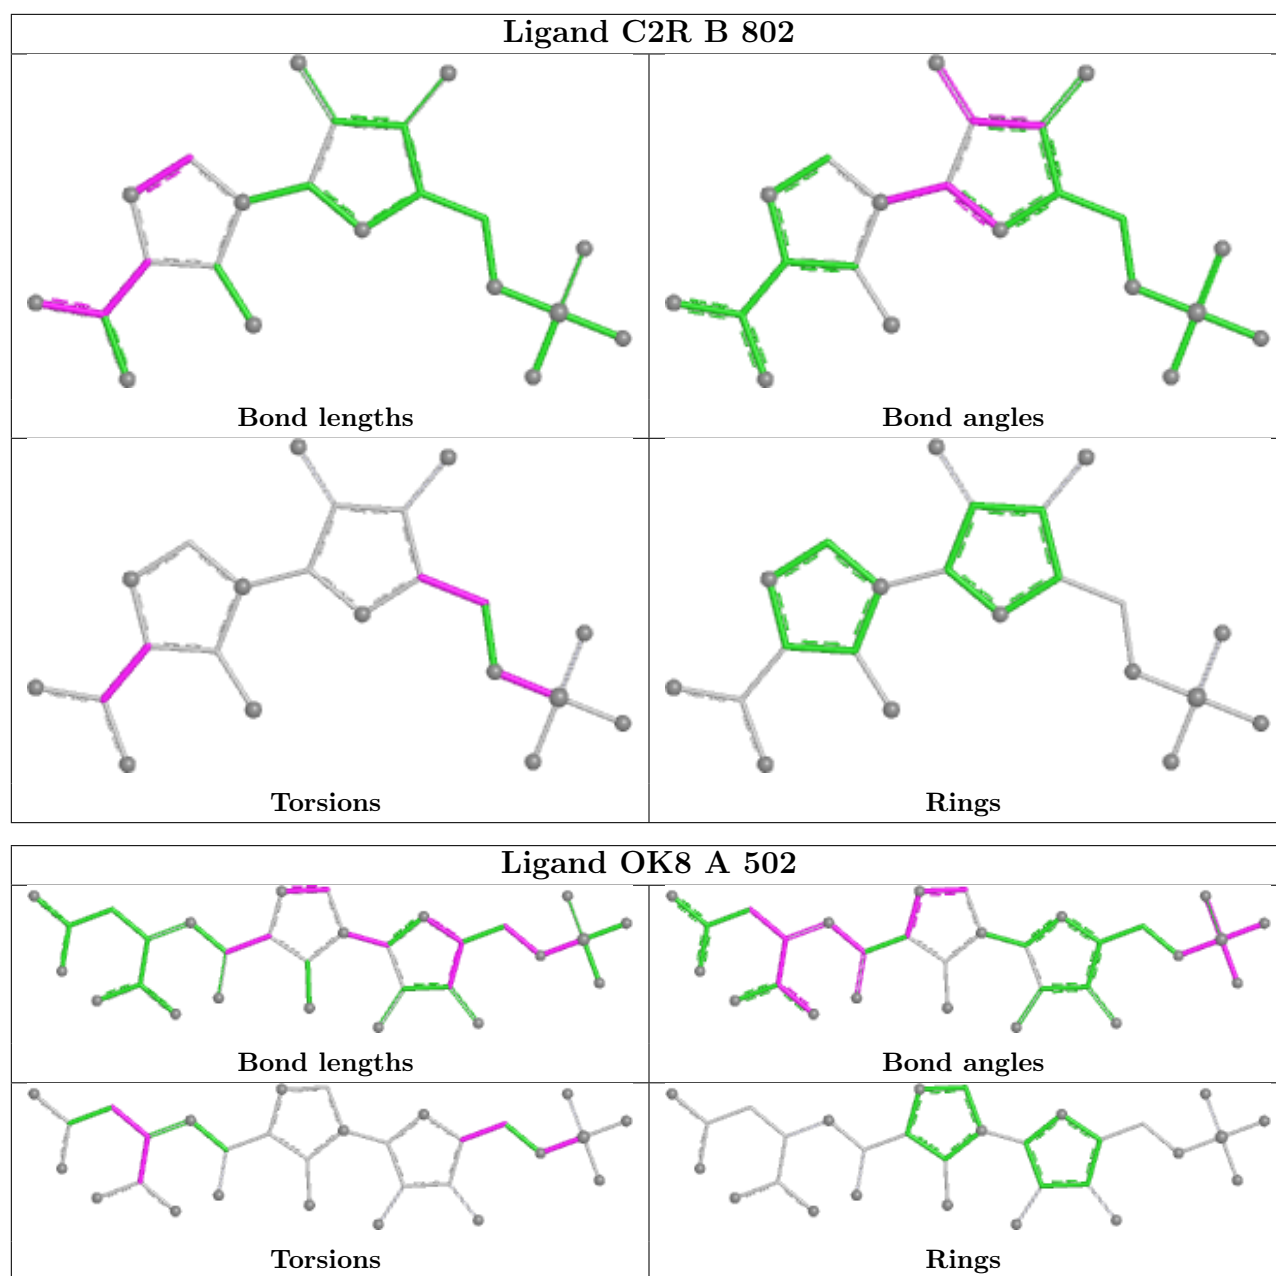 Ligand C2R B 802
Bond lengths
Bond angles
Torsions
Rings
Ligand OK8 A 502
Bond lengths
Bond angles
Torsions
Rings